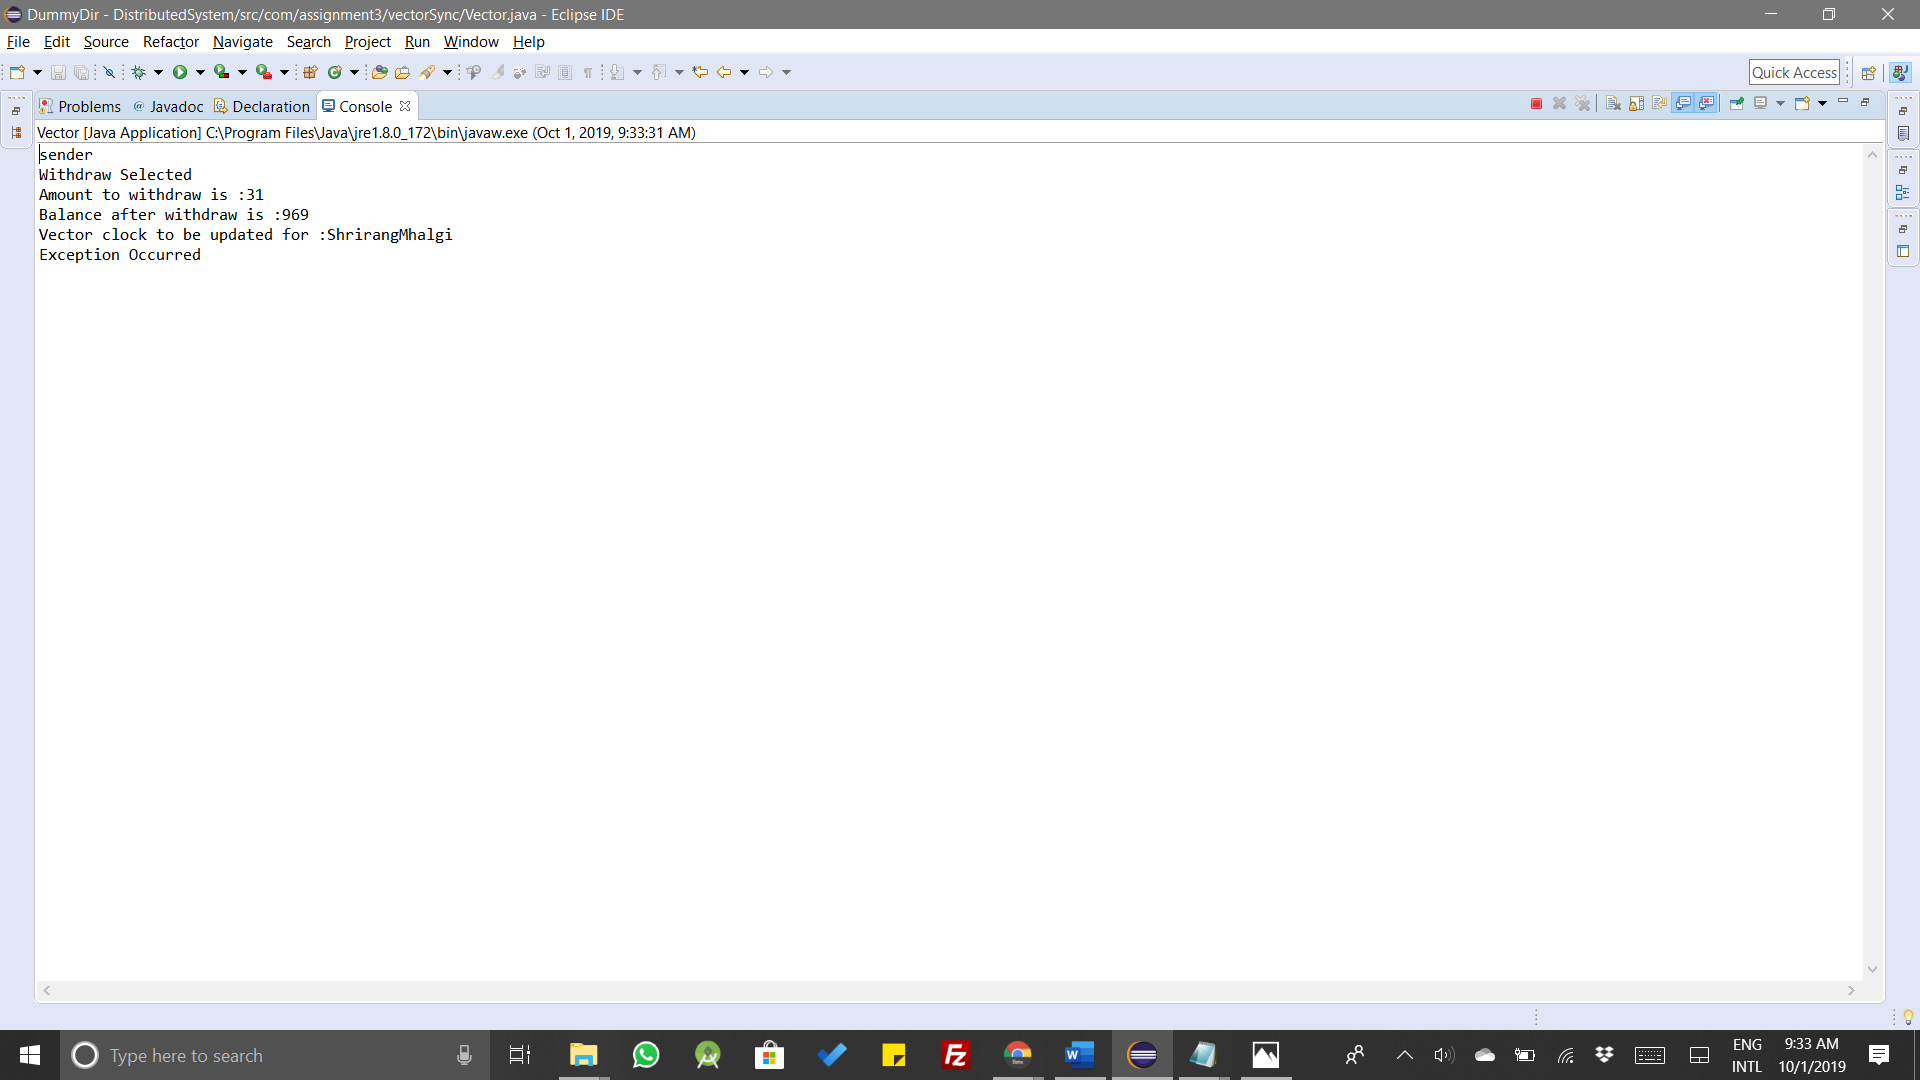 DummyDir - DistributedSystem/src/com/assignment3/vectorSync/Vector.java - Eclipse IDE
File Edit Source Refactor Navigate Search Project Run Window Help
Quick Access
Problems @ Javadoc Declaration Console
Vector [Java Application] C:\Program Files\Java\jre1.8.0_172\bin\javaw.exe (Oct 1, 2019, 9:33:31 AM)
sender
Withdraw Selected
Amount to withdraw is :31
Balance after withdraw is :969
Vector clock to be updated for :ShrirangMhalgi
Exception Occurred
Type here to search
ENG
INTL
9:33 AM
10/1/2019